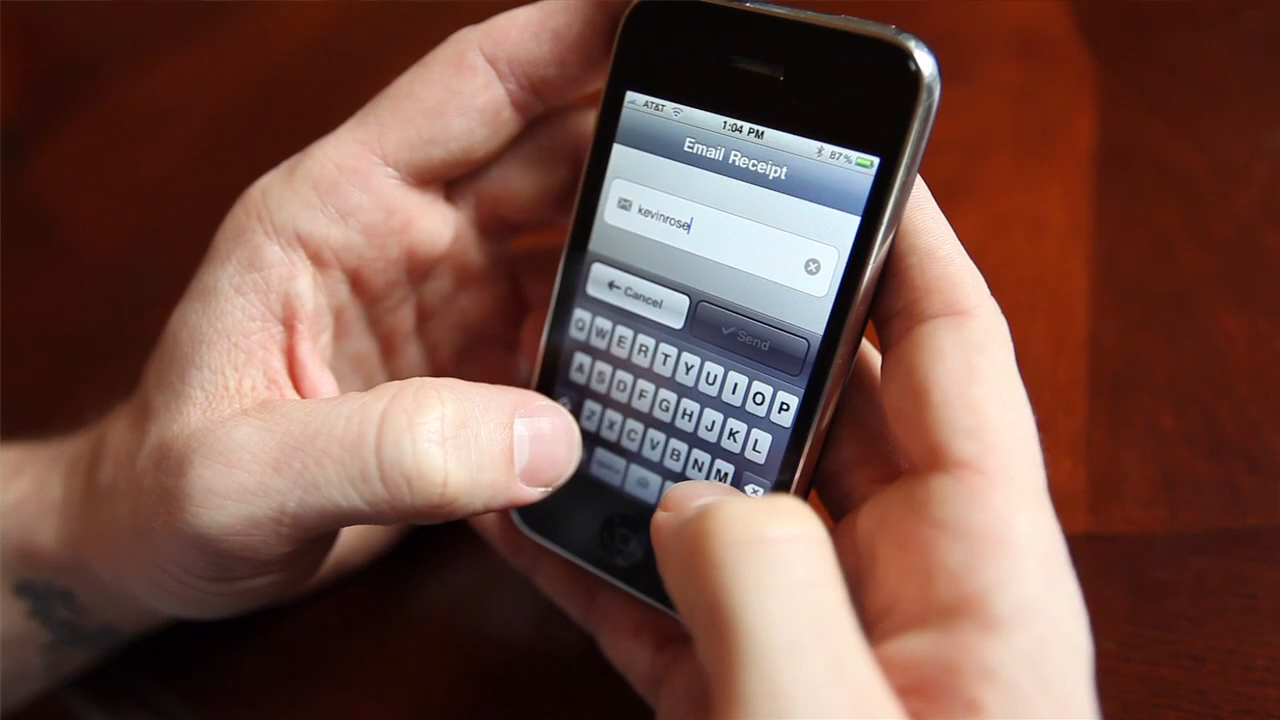 AT&T
1:04 PM
87%
Email Receipt
kevinrose
Cancel
Send
Q W E R T Y U I O P
A S D F G H J K L
Z X C V B N M